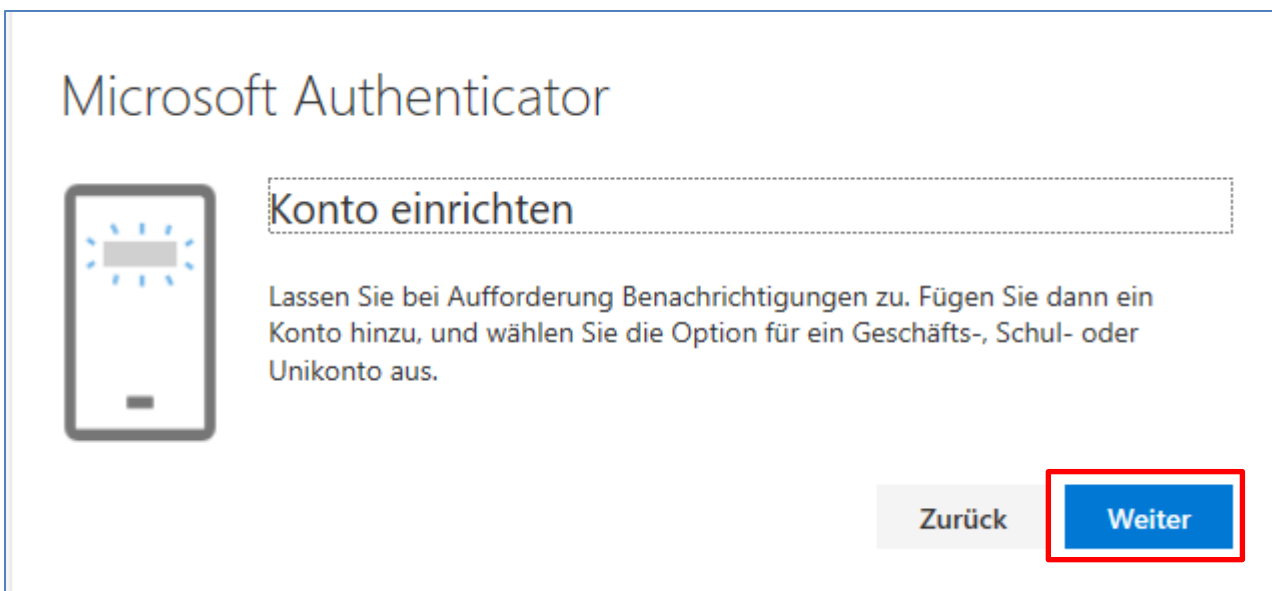 Microsoft Authenticator
Konto einrichten
Lassen Sie bei Aufforderung Benachrichtigungen zu. Fügen Sie dann ein
Konto hinzu, und wählen Sie die Option für ein Geschäfts-, Schul- oder
Unikonto aus.
Zurück
Weiter